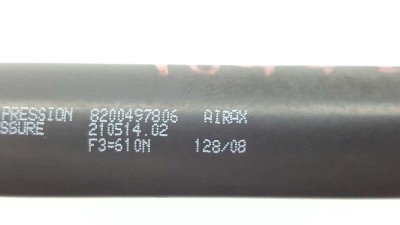 PRESSION 8200497806 AIRAX
SSURE 210514.02
F3=610N 128/08